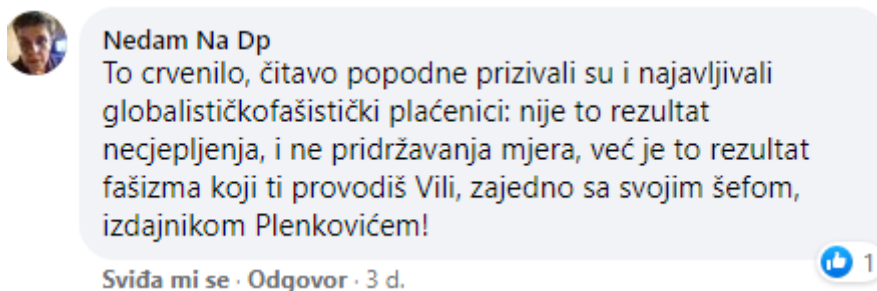 Nedam Na Dp
To crvenilo, čitavo popodne prizivali su i najavljivali
globalističkofašistički plaćenici: nije to rezultat
necjepljenja, i ne pridržavanja mjera, već je to rezultat
fašizma koji ti provodiš Vili, zajedno sa svojim šefom,
izdajnikom Plenkovićem!
1
Sviđa mi se · Odgovor · 3 d.